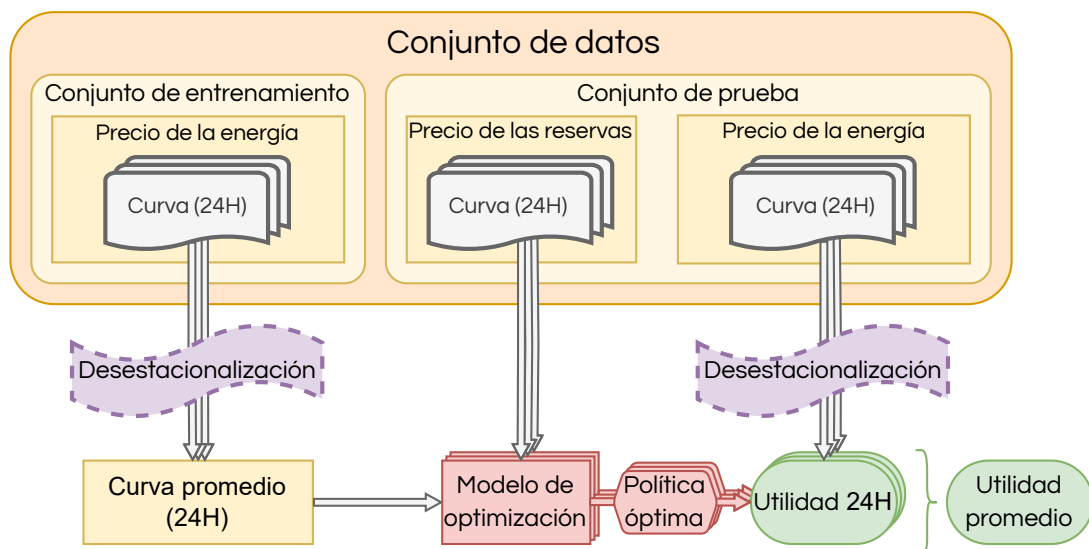 Conjunto de datos
Conjunto de entrenamiento
Conjunto de prueba
Precio de la energía
Precio de las reservas
Precio de la energía
Curva (24H)
Curva (24H)
Curva (24H)
Desestacionalización
Desestacionalización
Curva promedio
(24H)
Modelo de
optimización
Política
óptima
Utilidad 24H
Utilidad
promedio